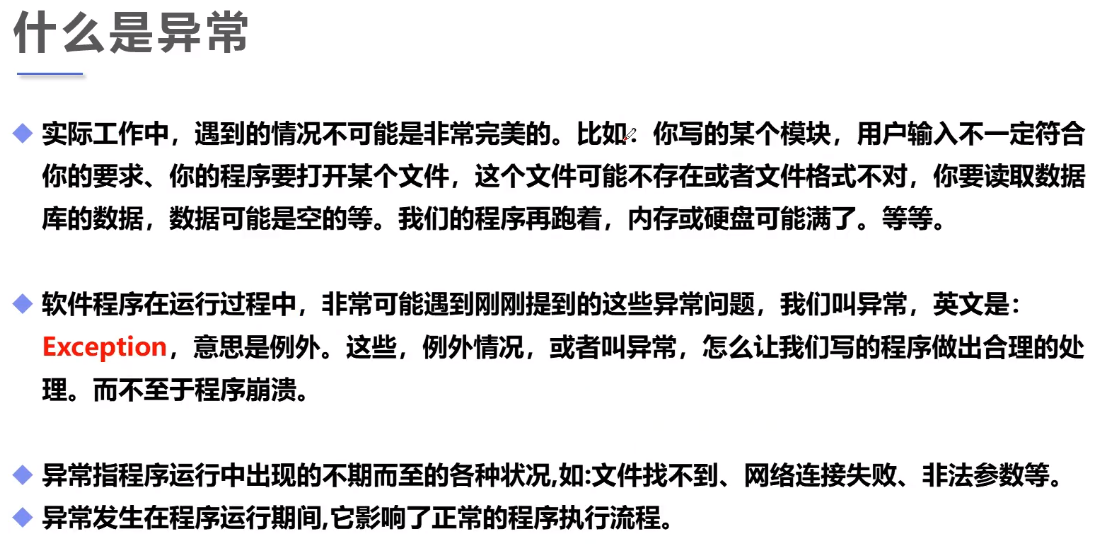 什么是异常
实际工作中，遇到的情况不可能是非常完美的。比如：你写的某个模块，用户输入不一定符合
你的要求、你的程序要打开某个文件，这个文件可能不存在或者文件格式不对，你要读取数据
库的数据，数据可能是空的等。我们的程序再跑着，内存或硬盘可能满了。等等。
软件程序在运行过程中，非常可能遇到刚刚提到的这些异常问题，我们叫异常，英文是：
Exception，意思是例外。这些，例外情况，或者叫异常，怎么让我们写的程序做出合理的处
理。而不至于程序崩溃。
异常指程序运行中出现的不期而至的各种状况,如:文件找不到、网络连接失败、非法参数等。
异常发生在程序运行期间,它影响了正常的程序执行流程。